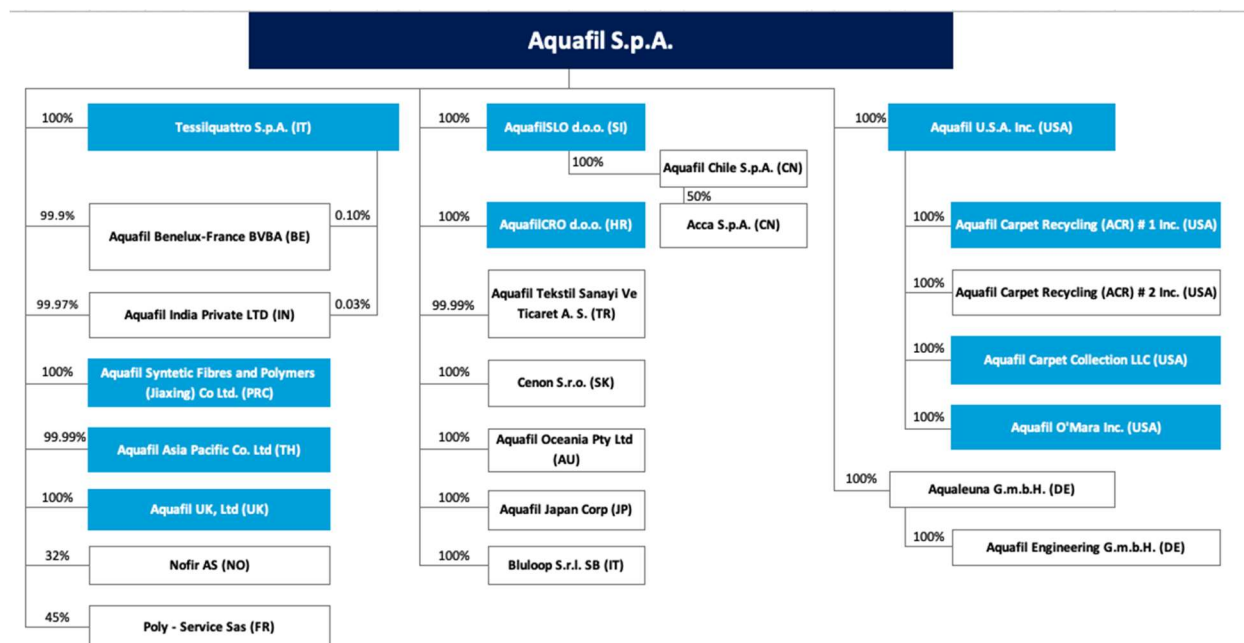 Aquafil S.p.A.
100%
Tessilquattro S.p.A. (IT)
99.9%
Aquafil Benelux-France BVBA (BE)
0.10%
99.97%
Aquafil India Private LTD (IN)
0.03%
100%
Aquafil Syntetic Fibres and Polymers
(Jiaxing) Co Ltd. (PRC)
99.99%
Aquafil Asia Pacific Co. Ltd (TH)
100%
Aquafil UK, Ltd (UK)
32%
Nofir AS (NO)
45%
Poly - Service Sas (FR)
100%
AquafilSLO d.o.o. (SI)
100%
Aquafil Chile S.p.A. (CN)
50%
Acca S.p.A. (CN)
100%
AquafilCRO d.o.o. (HR)
99.99%
Aquafil Tekstil Sanayi Ve
Ticaret A. S. (TR)
100%
Cenon S.r.o. (SK)
100%
Aquafil Oceania Pty Ltd
(AU)
100%
Aquafil Japan Corp (JP)
100%
Bluloop S.r.l. SB (IT)
100%
Aquafil U.S.A. Inc. (USA)
100%
Aquafil Carpet Recycling (ACR) # 1 Inc. (USA)
100%
Aquafil Carpet Recycling (ACR) # 2 Inc. (USA)
100%
Aquafil Carpet Collection LLC (USA)
100%
Aquafil O'Mara Inc. (USA)
100%
Aqualeuna G.m.b.H. (DE)
100%
Aquafil Engineering G.m.b.H. (DE)